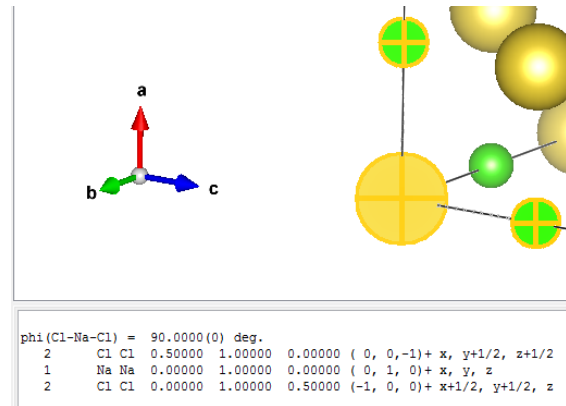 a
b
c
phi(Cl-Na-Cl) = 90.0000(0) deg.
2 Cl Cl 0.50000 1.00000 0.00000 ( 0, 0,-1)+ x, y+1/2, z+1/2
1 Na Na 0.00000 1.00000 0.00000 ( 0, 1, 0)+ x, y, z
2 Cl Cl 0.00000 1.00000 0.50000 (-1, 0, 0)+ x+1/2, y+1/2, z